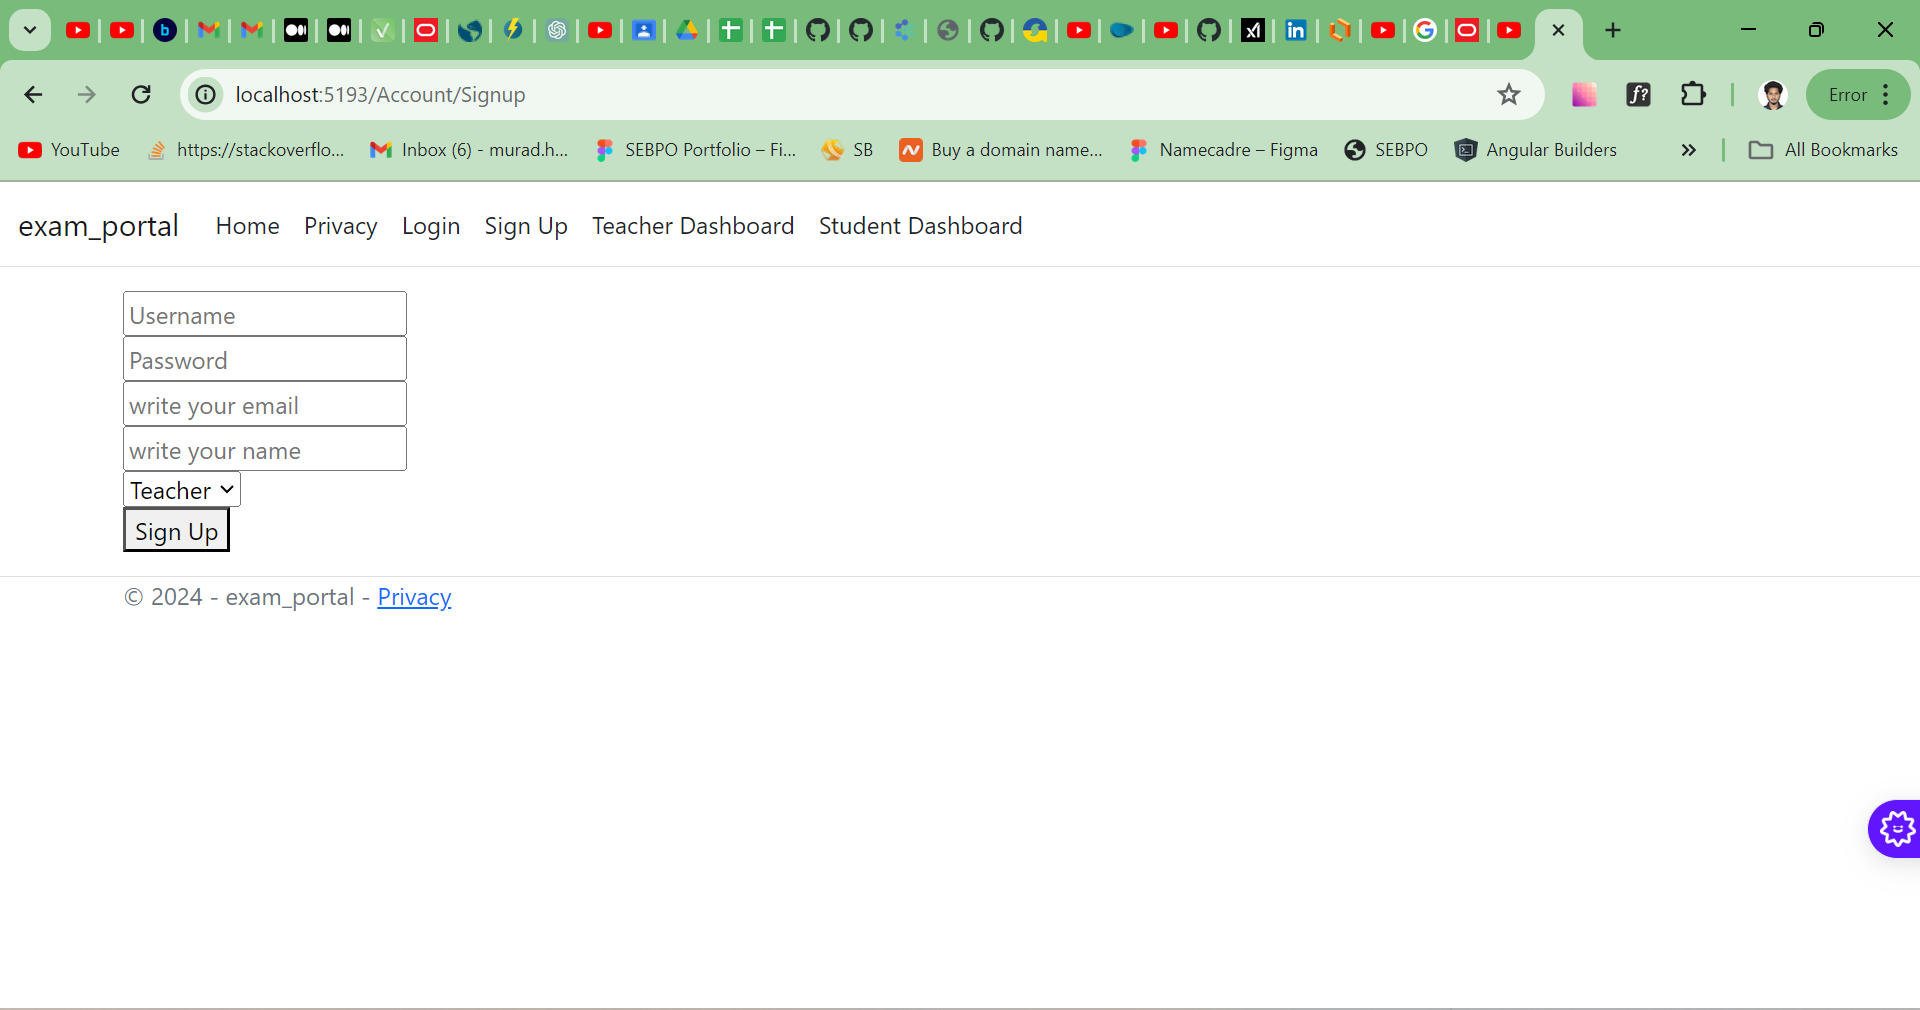 localhost:5193/Account/Signup
Error
YouTube https://stackoverflo... Inbox (6) - murad.h... SEBPO Portfolio – Fi... SB Buy a domain name... Namecadre – Figma SEBPO Angular Builders » All Bookmarks
exam_portal Home Privacy Login Sign Up Teacher Dashboard Student Dashboard
Username
Password
write your email
write your name
Teacher
Sign Up
© 2024 - exam_portal - Privacy